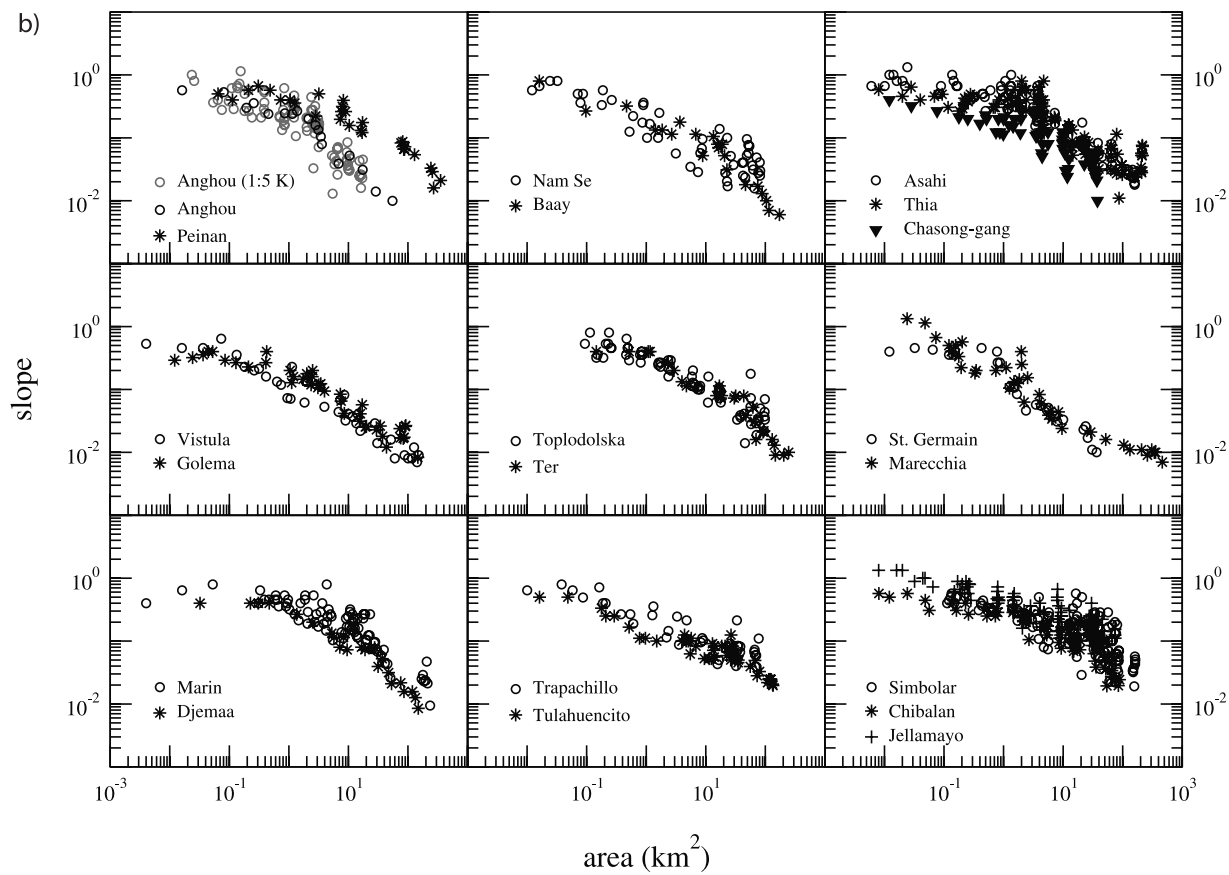 b)
10^0
10^-2
Anghou (1:5 K)
Anghou
Peinan
Nam Se
Baay
Asahi
Thia
Chasong-gang
10^0
10^-2
slope
10^0
10^-2
Vistula
Golema
Toplodolska
Ter
St. Germain
Marecchia
10^0
10^-2
10^0
10^-2
Marin
Djemaa
Trapachillo
Tulahuencito
Simbolar
Chibalan
Jellamayo
10^0
10^-2
10^-3 10^-1 10^1 10^-1 10^1 10^-1 10^1 10^3
area (km^2)